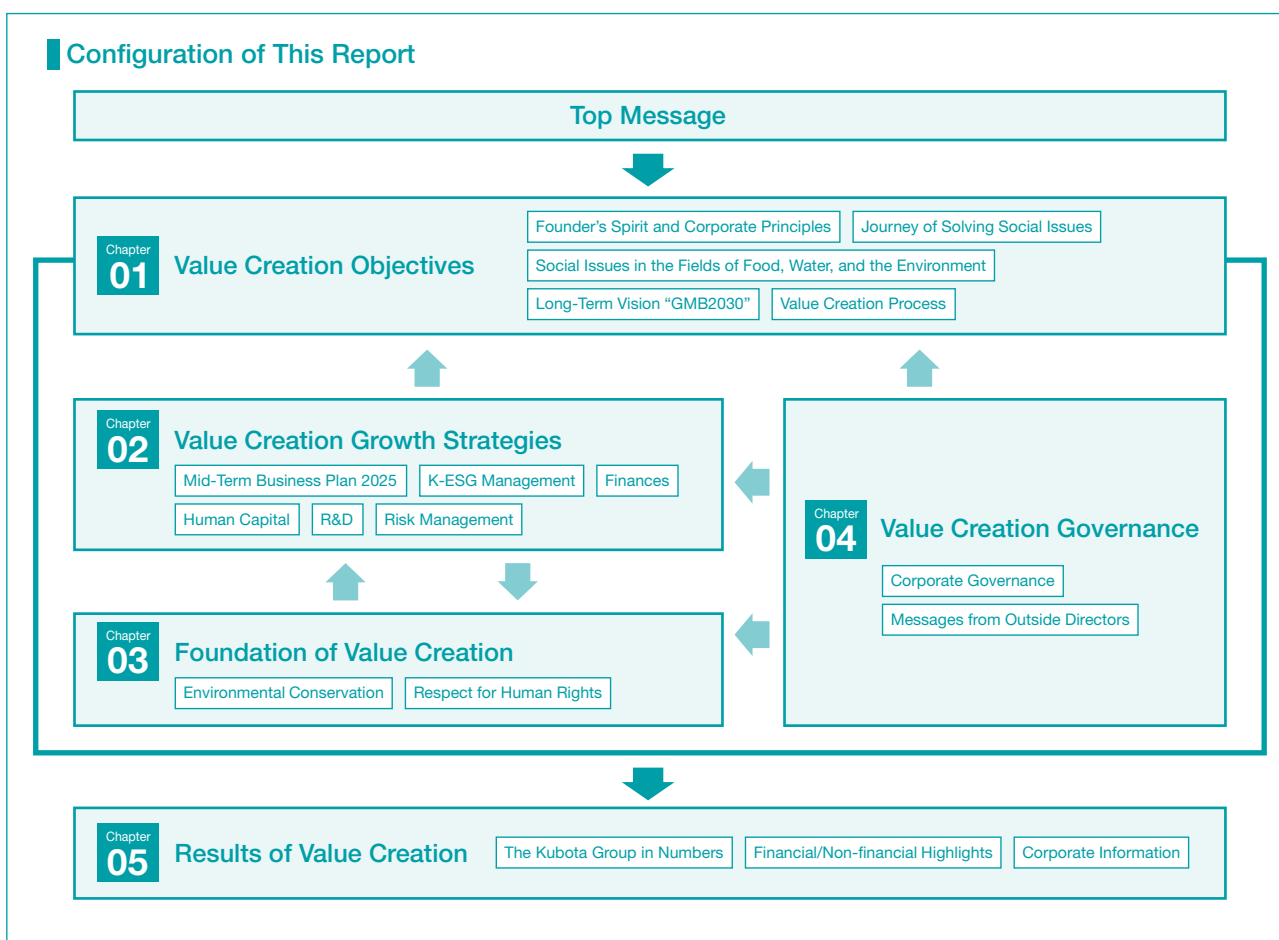 Configuration of This Report
Top Message
Chapter
01
Value Creation Objectives
Founder’s Spirit and Corporate Principles
Journey of Solving Social Issues
Social Issues in the Fields of Food, Water, and the Environment
Long-Term Vision “GMB2030”
Value Creation Process
Chapter
02
Value Creation Growth Strategies
Mid-Term Business Plan 2025
K-ESG Management
Finances
Human Capital
R&D
Risk Management
Chapter
03
Foundation of Value Creation
Environmental Conservation
Respect for Human Rights
Chapter
04
Value Creation Governance
Corporate Governance
Messages from Outside Directors
Chapter
05
Results of Value Creation
The Kubota Group in Numbers
Financial/Non-financial Highlights
Corporate Information